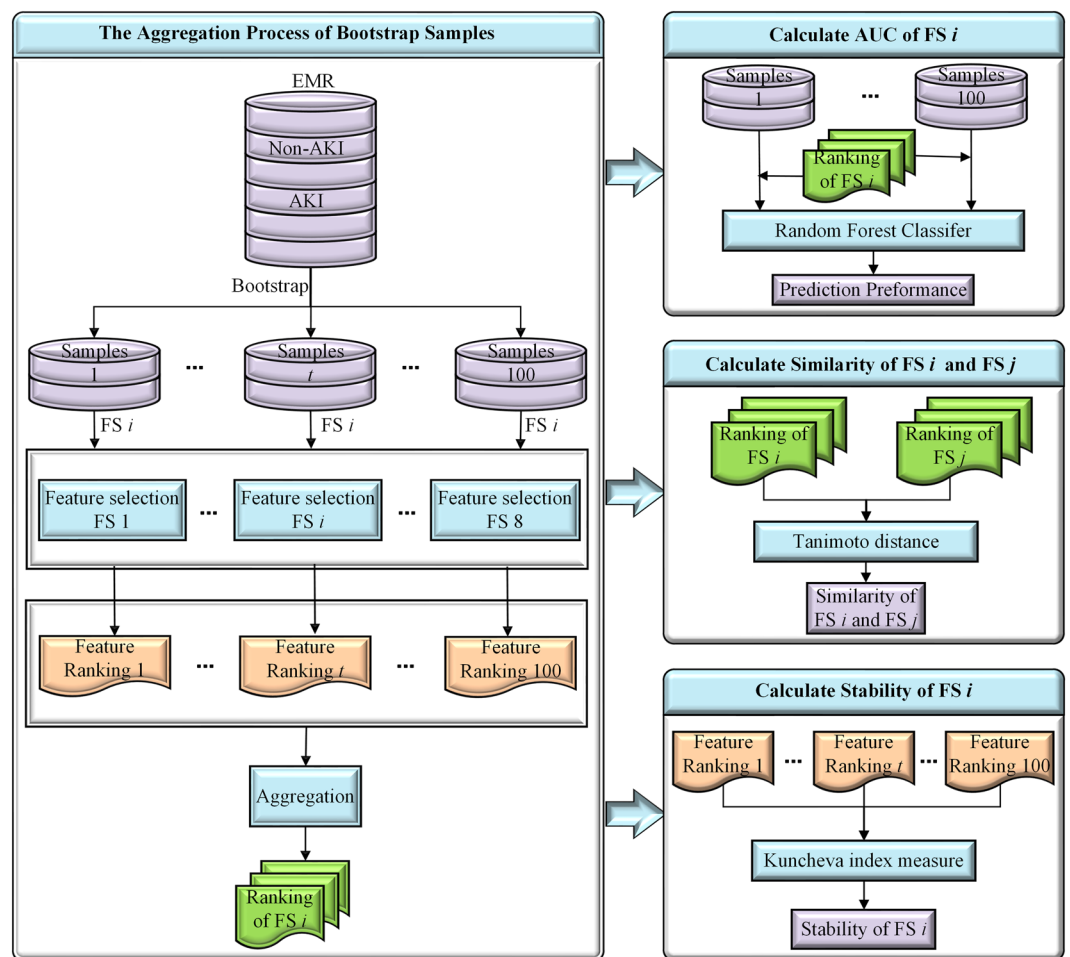 The Aggregation Process of Bootstrap Samples
EMR
Non-AKI
AKI
Bootstrap
Samples
1
...
Samples
t
...
Samples
100
FS i
FS i
FS i
Feature selection
FS 1
...
Feature selection
FS i
...
Feature selection
FS 8
Feature
Ranking 1
...
Feature
Ranking t
...
Feature
Ranking 100
Aggregation
Ranking
of FS i
Calculate AUC of FS i
Samples
1
...
Samples
100
Ranking
of FS i
Random Forest Classifer
Prediction Preformance
Calculate Similarity of FS i and FS j
Ranking of
FS i
Ranking of
FS j
Tanimoto distance
Similarity of
FS i and FS j
Calculate Stability of FS i
Feature
Ranking 1
...
Feature
Ranking t
...
Feature
Ranking 100
Kuncheva index measure
Stability of FS i